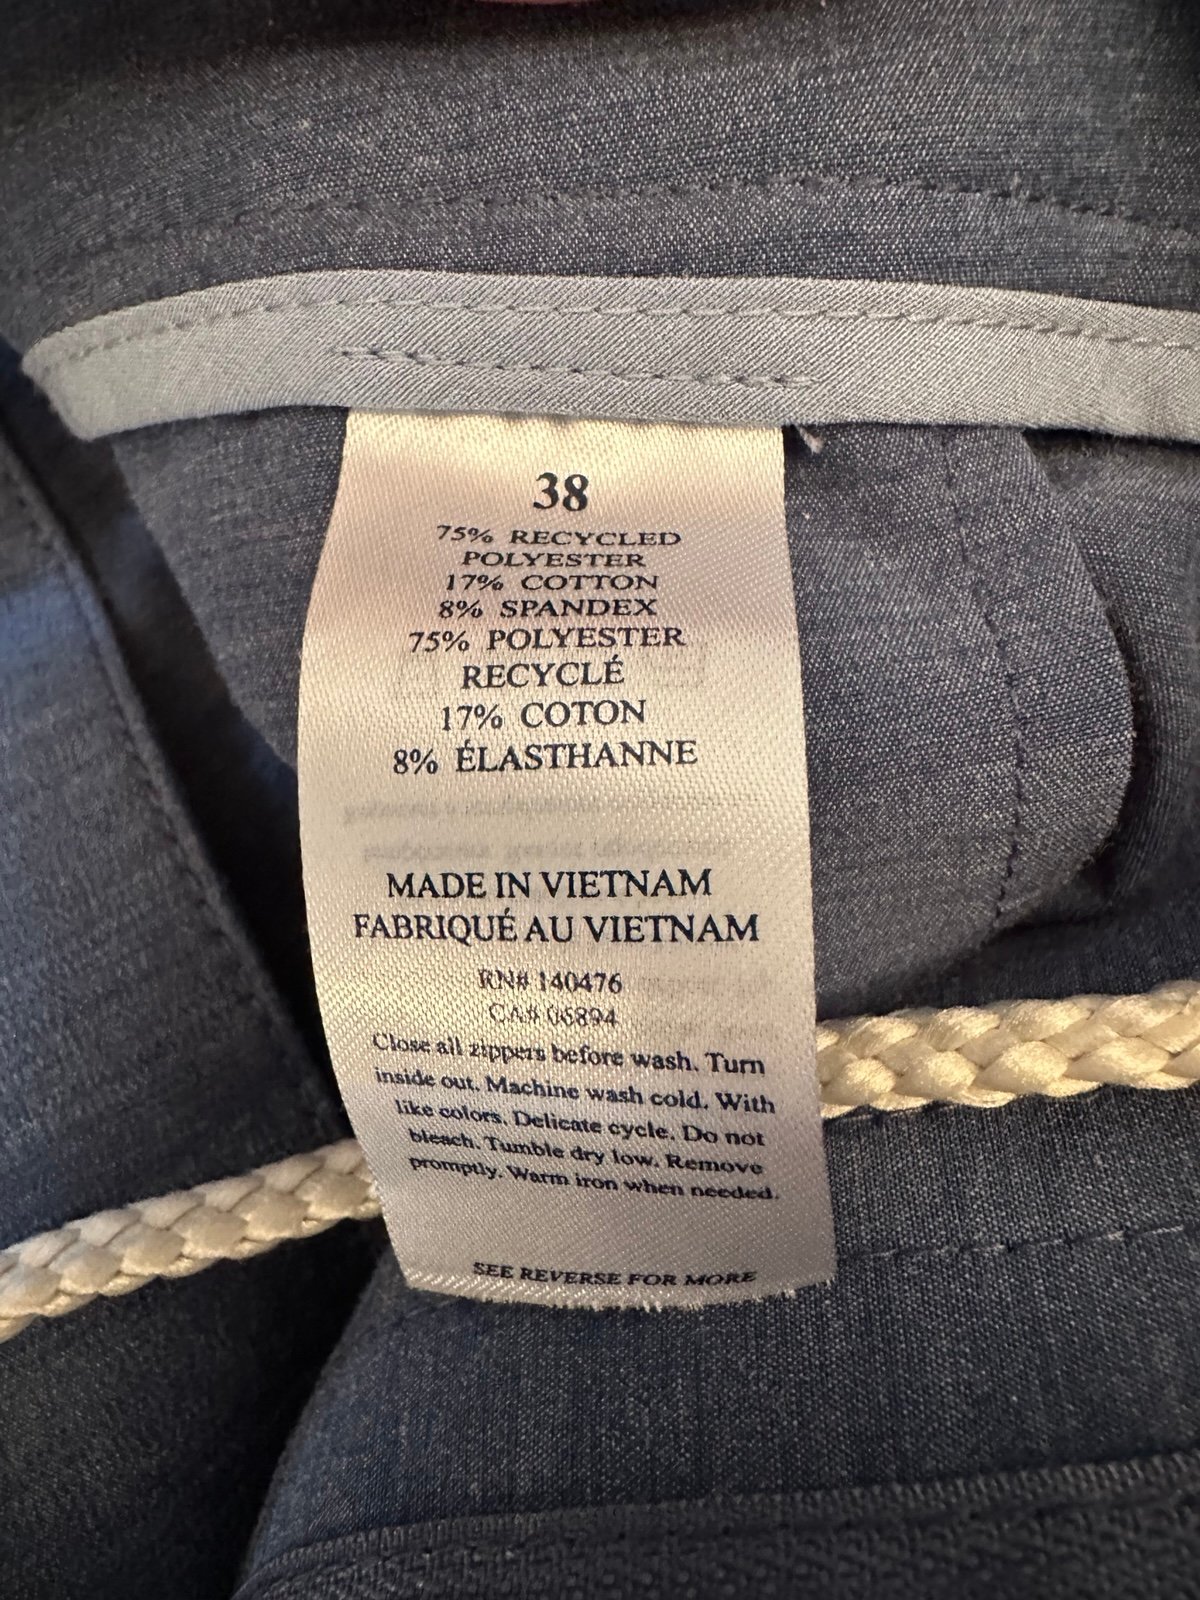 38
75% RECYCLED
POLYESTER
17% COTTON
8% SPANDEX
75% POLYESTER
RECYCLÉ
17% COTON
8% ÉLASTHANNE
MADE IN VIETNAM
FABRIQUÉ AU VIETNAM
RN# 140476
CA# 06894
Close all zippers before wash. Turn
inside out. Machine wash cold. With
like colors. Delicate cycle. Do not
bleach. Tumble dry low. Remove
promptly. Warm iron when needed.
SEE REVERSE FOR MORE